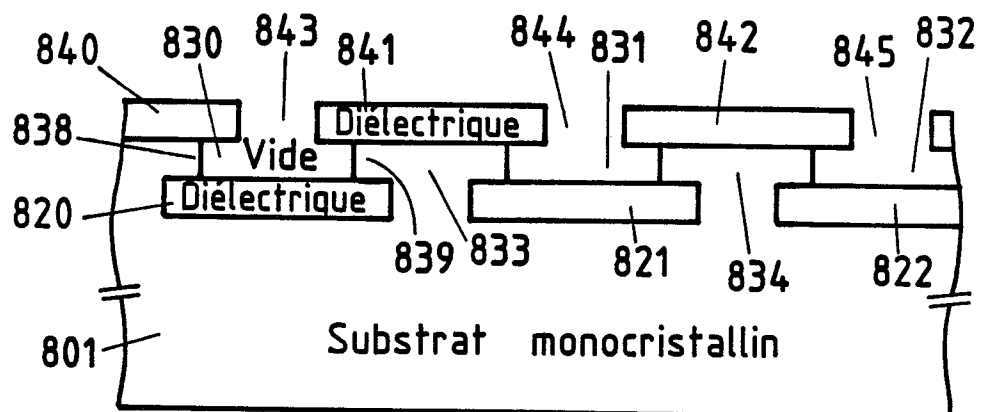 840 830 843 841 844 831 842 845 832
838 Vide Diélectrique
820 Diélectrique
839 833 821 834 822
801 Substrat monocristallin